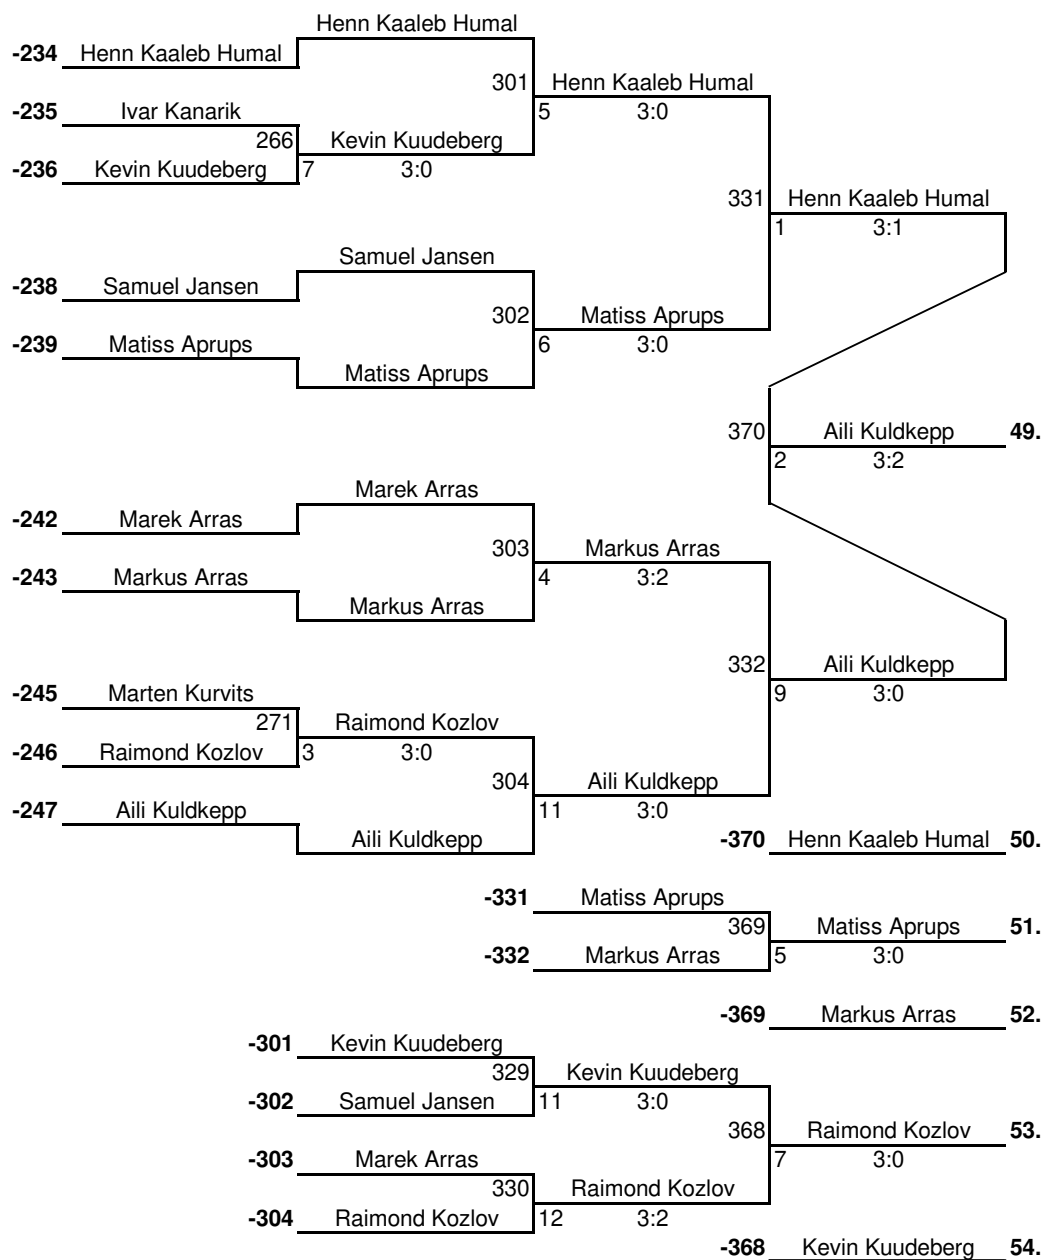 Henn Kaaleb Humal
-234 Henn Kaaleb Humal
301 Henn Kaaleb Humal
-235 Ivar Kanarik
5 3:0
266 Kevin Kuudeberg
-236 Kevin Kuudeberg 7 3:0
331 Henn Kaaleb Humal
1 3:1
Samuel Jansen
-238 Samuel Jansen
302 Matiss Aprups
-239 Matiss Aprups
6 3:0
Matiss Aprups
370 Aili Kuldkepp 49.
2 3:2
Marek Arras
-242 Marek Arras
303 Markus Arras
-243 Markus Arras
4 3:2
Markus Arras
332 Aili Kuldkepp
9 3:0
-245 Marten Kurvits
271 Raimond Kozlov
-246 Raimond Kozlov 3 3:0
304 Aili Kuldkepp
-247 Aili Kuldkepp
11 3:0
Aili Kuldkepp
-370 Henn Kaaleb Humal 50.
-331 Matiss Aprups
369 Matiss Aprups 51.
-332 Markus Arras 5 3:0
-369 Markus Arras 52.
-301 Kevin Kuudeberg
329 Kevin Kuudeberg
-302 Samuel Jansen 11 3:0
368 Raimond Kozlov 53.
7 3:0
-303 Marek Arras
330 Raimond Kozlov
-304 Raimond Kozlov 12 3:2
-368 Kevin Kuudeberg 54.